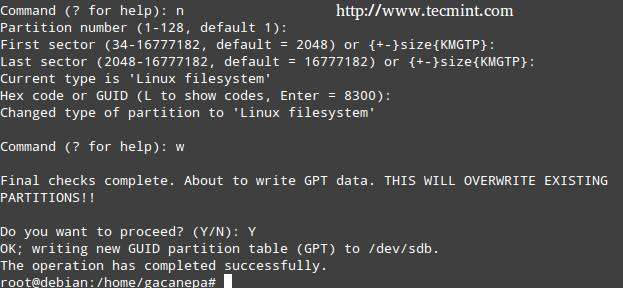 Command (? for help): n
http://www.tecmint.com
Partition number (1-128, default 1):
First sector (34-16777182, default = 2048) or {+-}size{KMGTP}:
Last sector (2048-16777182, default = 16777182) or {+-}size{KMGTP}:
Current type is 'Linux filesystem'
Hex code or GUID (L to show codes, Enter = 8300):
Changed type of partition to 'Linux filesystem'
Command (? for help): w
Final checks complete. About to write GPT data. THIS WILL OVERWRITE EXISTING
PARTITIONS!!
Do you want to proceed? (Y/N): Y
OK; writing new GUID partition table (GPT) to /dev/sdb.
The operation has completed successfully.
root@debian:/home/gacanepa#